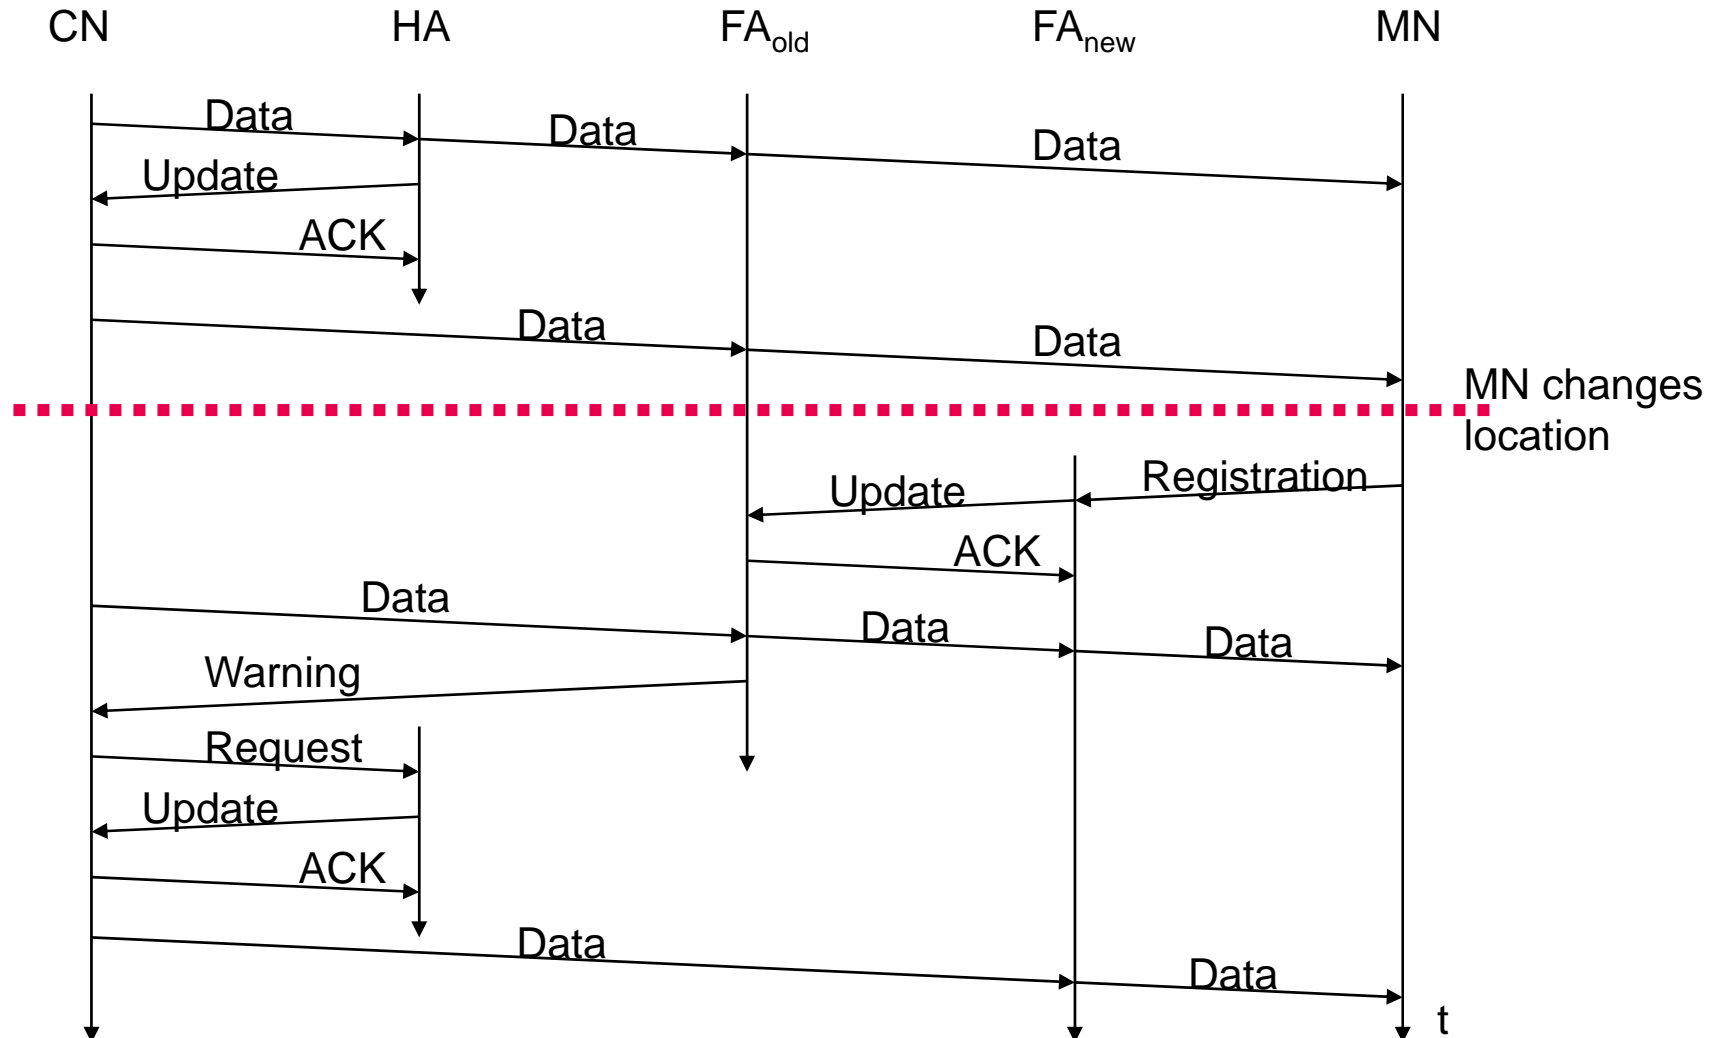 CN HA FAold FAnew MN
Data Data Data
Update
ACK
Data Data
MN changes
location
Registration
Update
ACK
Data Data Data
Warning
Request
Update
ACK
Data Data
t